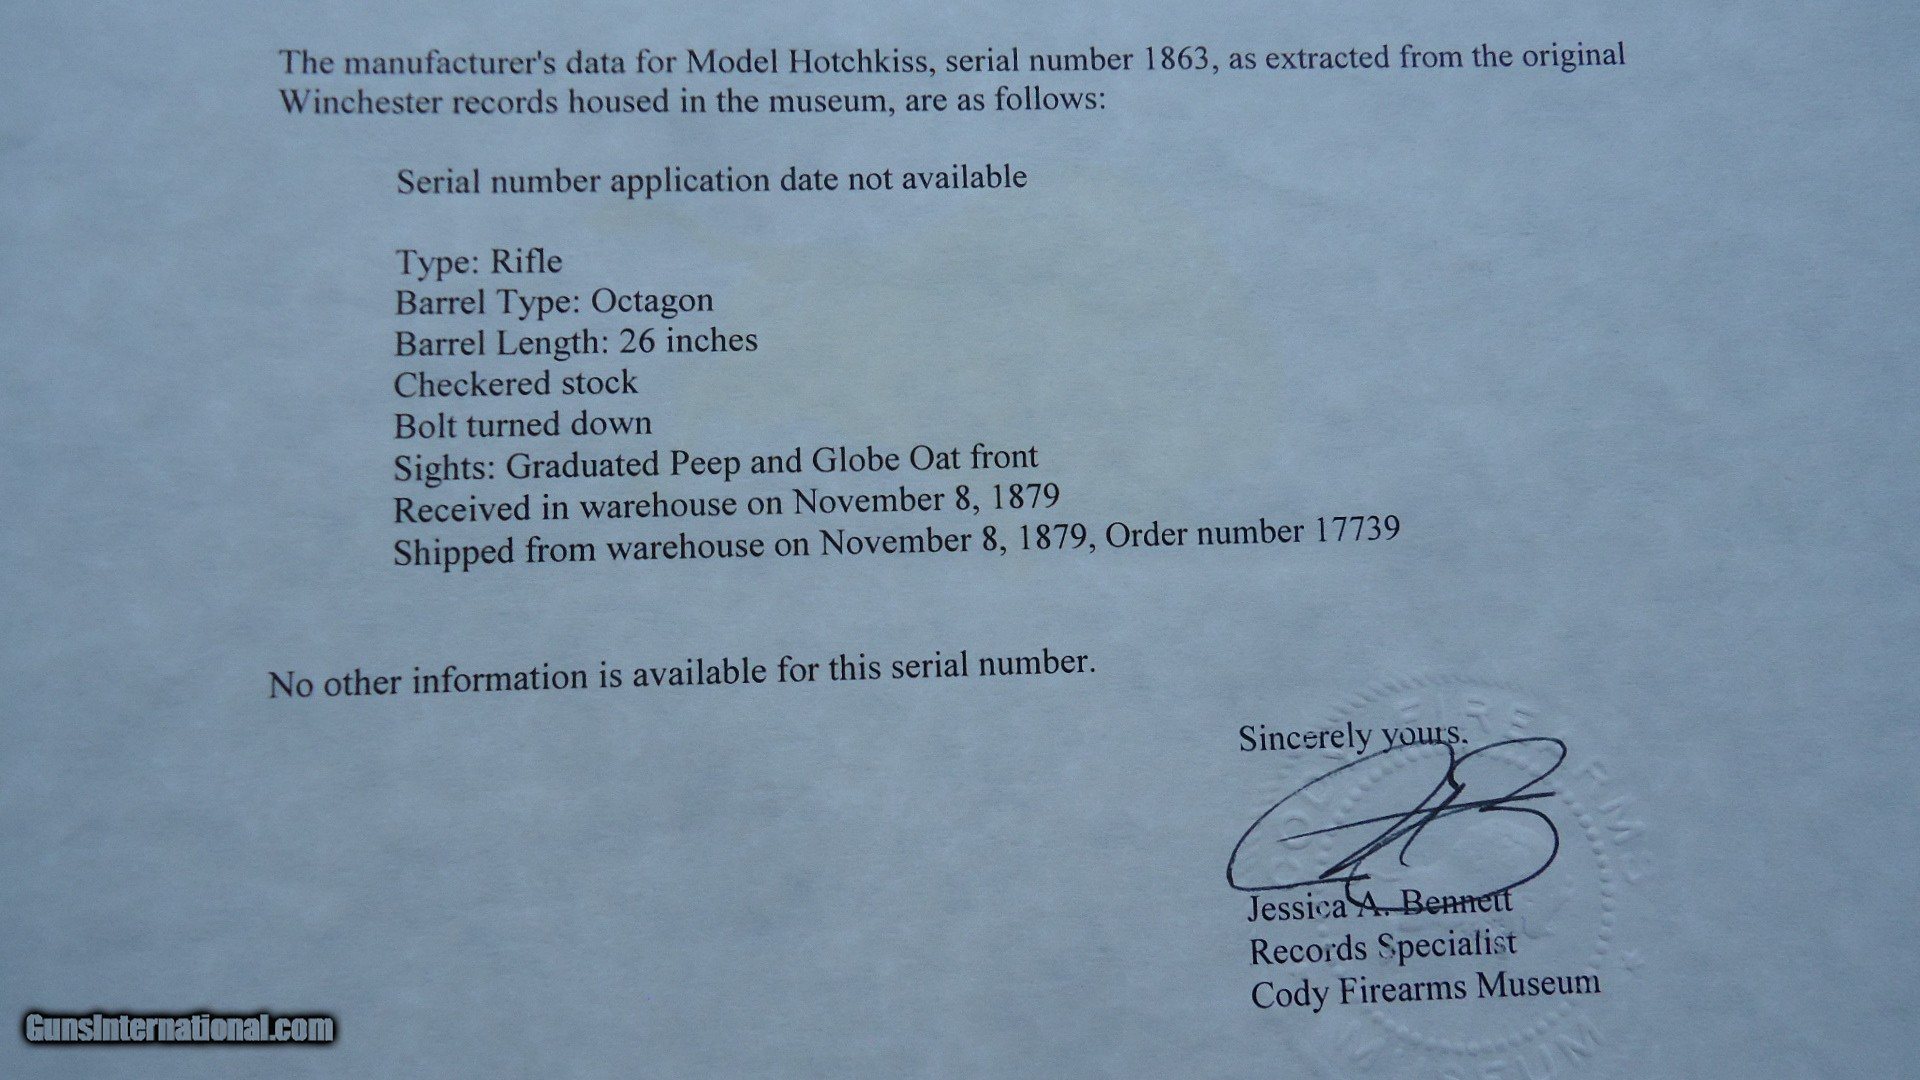 The manufacturer's data for Model Hotchkiss, serial number 1863, as extracted from the original
Winchester records housed in the museum, are as follows:
Serial number application date not available
Type: Rifle
Barrel Type: Octagon
Barrel Length: 26 inches
Checkered stock
Bolt turned down
Sights: Graduated Peep and Globe Oat front
Received in warehouse on November 8, 1879
Shipped from warehouse on November 8, 1879, Order number 17739
No other information is available for this serial number.
Sincerely yours,
Jessica A. Bennett
Records Specialist
Cody Firearms Museum
GunsInternational.com